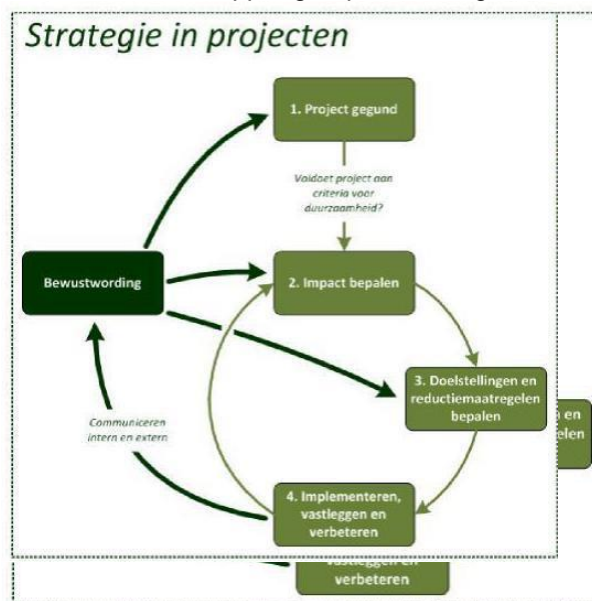 Strategie in projecten
1. Project gegund
Voldoet project aan
criteria voor
duurzaamheid?
Bewustwording
2. Impact bepalen
3. Doelstellingen en
reductiemaatregelen
bepalen
en
elen
Communiceren
intern en extern
4. Implementeren,
vastleggen en
verbeteren
vastleggen en
verbeteren